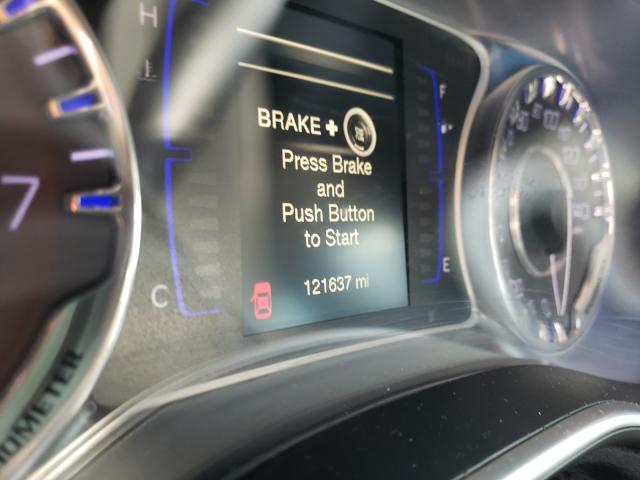 H
F
BRAKE +
Press Brake
and
Push Button
to Start
7
C
E
121637 mi